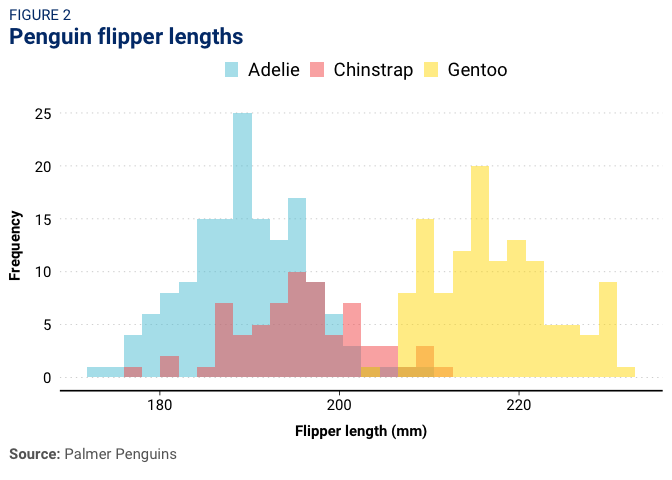 FIGURE 2
Penguin flipper lengths
Adelie Chinstrap Gentoo
25
20
15
10
5
0
Frequency
180 200 220
Flipper length (mm)
Source: Palmer Penguins